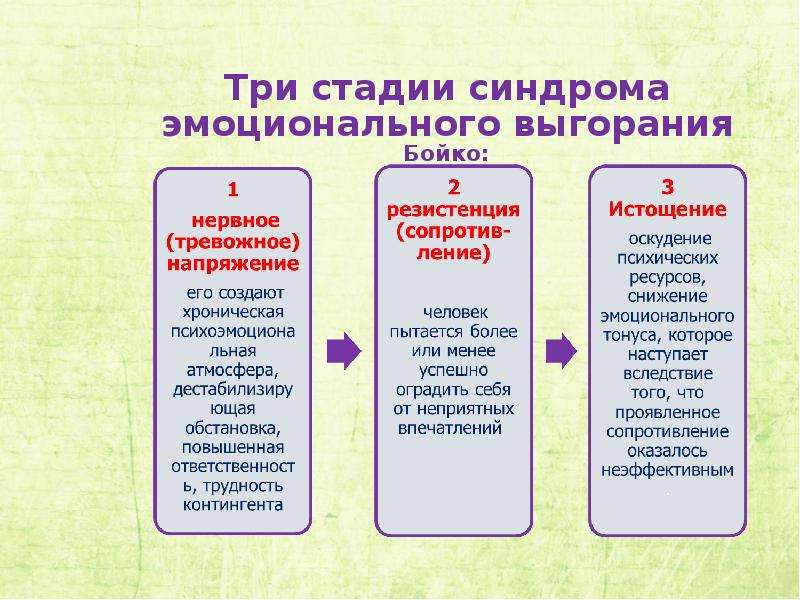 Три стадии синдрома
эмоционального выгорания
Бойко:
1
нервное
(тревожное)
напряжение
его создают
хроническая
психоэмоциона
льная
атмосфера,
дестабилизиру
ющая
обстановка,
повышенная
ответственност
ь, трудность
контингента
2
резистенция
(сопротив-
ление)
человек
пытается более
или менее
успешно
оградить себя
от неприятных
впечатлений
3
Истощение
оскудение
психических
ресурсов,
снижение
эмоционального
тонуса, которое
наступает
вследствие
того, что
проявленное
сопротивление
оказалось
неэффективным
.